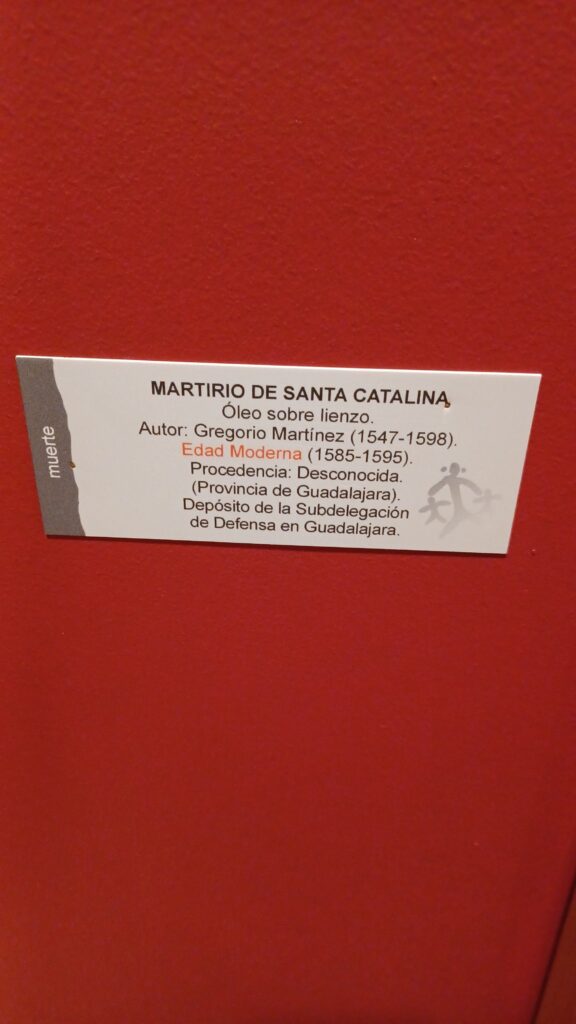 muerte
MARTIRIO DE SANTA CATALINA
Óleo sobre lienzo.
Autor: Gregorio Martínez (1547-1598).
Edad Moderna (1585-1595).
Procedencia: Desconocida.
(Provincia de Guadalajara).
Depósito de la Subdelegación
de Defensa en Guadalajara.